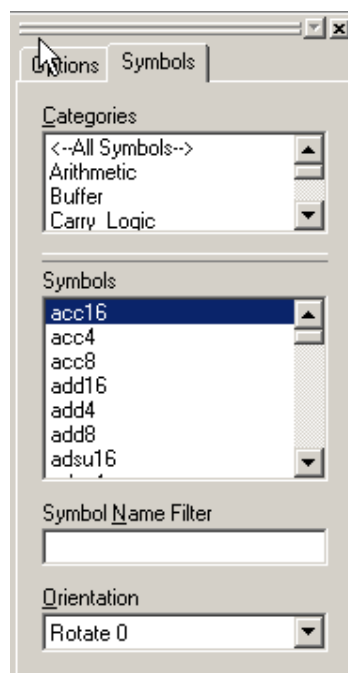 Options Symbols
Categories
<--All Symbols-->
Arithmetic
Buffer
Carry_Logic
Symbols
acc16
acc4
acc8
add16
add4
add8
adsu16
Symbol Name Filter
Orientation
Rotate 0